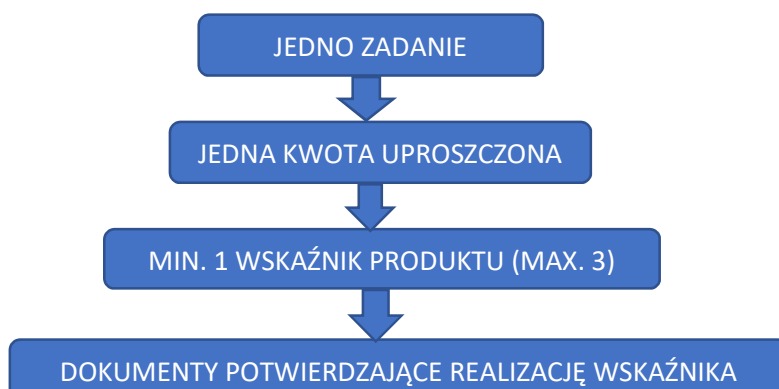 JEDNO ZADANIE
JEDNA KWOTA UPROSZCZONA
MIN. 1 WSKAŹNIK PRODUKTU (MAX. 3)
DOKUMENTY POTWIERDZAJĄCE REALIZACJĘ WSKAŹNIKA